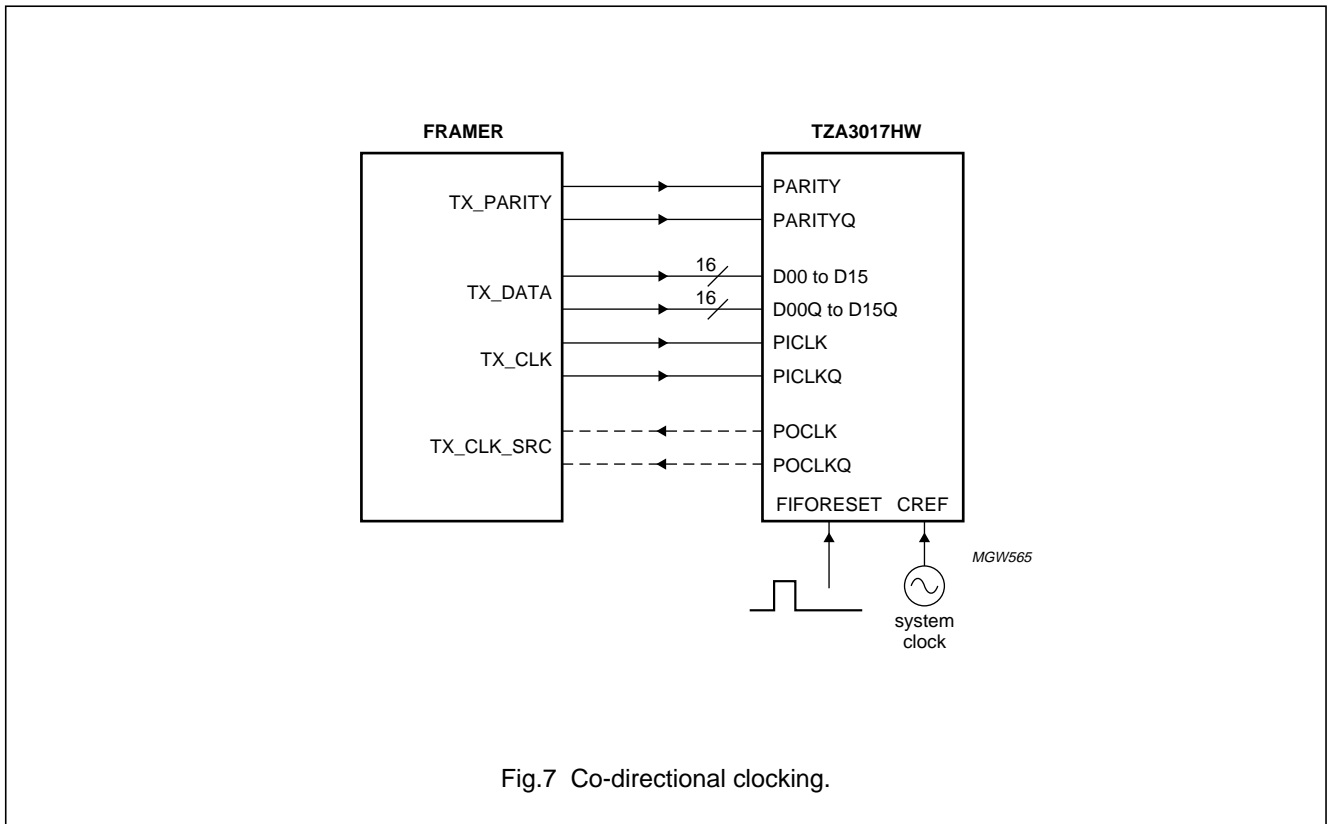 FRAMER
TZA3017HW
TX_PARITY
PARITY
PARITYQ
TX_DATA
16
D00 to D15
16
D00Q to D15Q
TX_CLK
PICLK
PICLKQ
TX_CLK_SRC
POCLK
POCLKQ
FIFORESET CREF
MGW565
system
clock
Fig.7 Co-directional clocking.